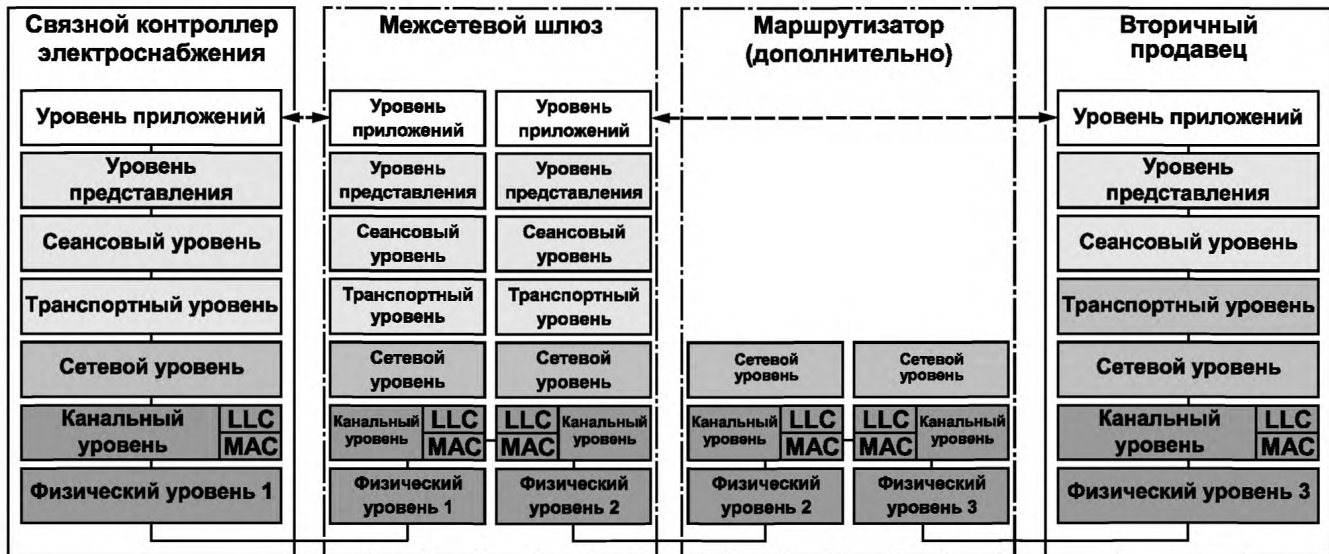 Связной контроллер
электроснабжения
Уровень приложений
Уровень
представления
Сеансовый уровень
Транспортный уровень
Сетевой уровень
Канальный
уровень
LLC
MAC
Физический уровень 1
Межсетевой шлюз
Уровень
приложений
Уровень
представления
Сеансовый
уровень
Транспортный
уровень
Сетевой
уровень
Канальный
уровень
LLC
MAC
Физический
уровень 1
Уровень
приложений
Уровень
представления
Сеансовый
уровень
Транспортный
уровень
Сетевой
уровень
LLC
MAC
Канальный
уровень
Физический
уровень 2
Маршрутизатор
(дополнительно)
Сетевой
уровень
Канальный
уровень
LLC
MAC
Физический
уровень 2
Сетевой
уровень
LLC
MAC
Канальный
уровень
Физический
уровень 3
Вторичный
продавец
Уровень приложений
Уровень
представления
Сеансовый уровень
Транспортный уровень
Сетевой уровень
Канальный
уровень
LLC
MAC
Физический уровень 3